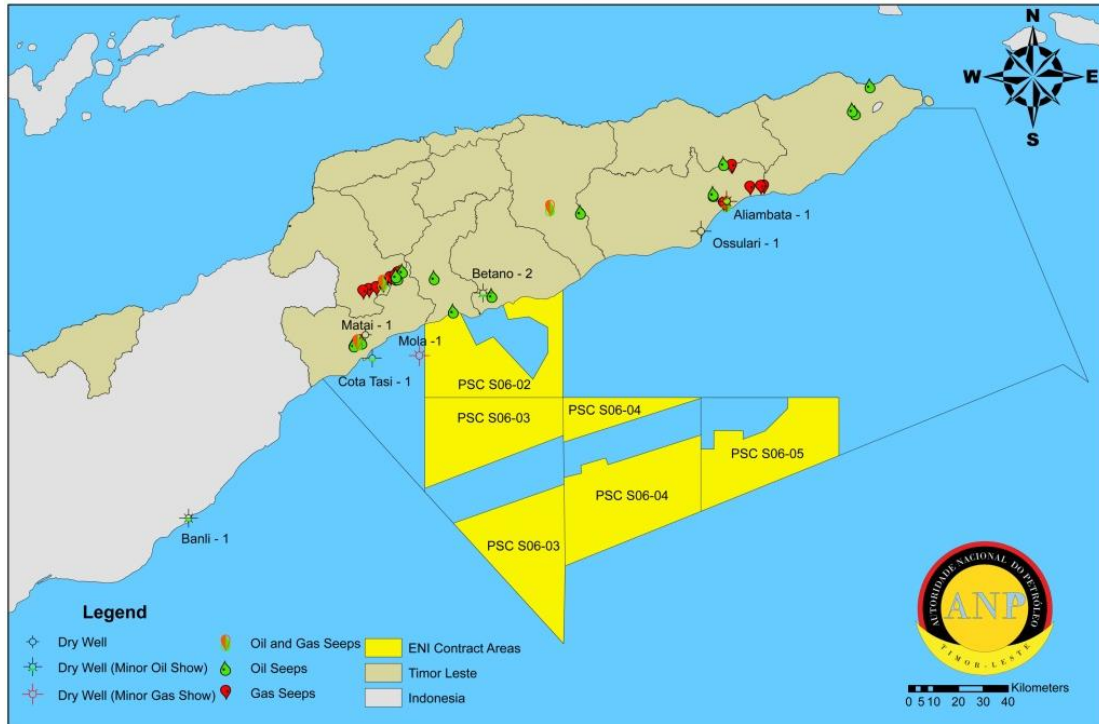 N
W E
S
Aliambata - 1
Ossulari - 1
Betano - 2
Matai - 1
Mola -1
Cota Tasi - 1
PSC S06-02
PSC S06-03
PSC S06-04
PSC S06-05
PSC S06-04
PSC S06-03
Banli - 1
Legend
Dry Well
Dry Well (Minor Oil Show)
Dry Well (Minor Gas Show)
Oil and Gas Seeps
Oil Seeps
Gas Seeps
ENI Contract Areas
Timor Leste
Indonesia
AUTORIDADE NACIONAL DO PETRÓLEO
ANP
TIMOR-LESTE
Kilometers
0 5 10 20 30 40